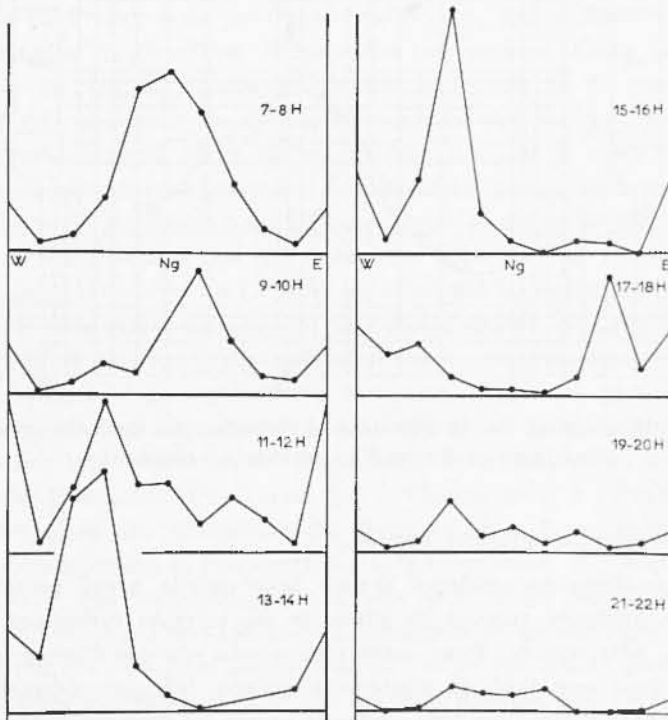 7-8 H
15-16 H
W Ng E
W Ng E
9-10 H
17-18 H
11-12 H
19-20 H
13-14 H
21-22 H